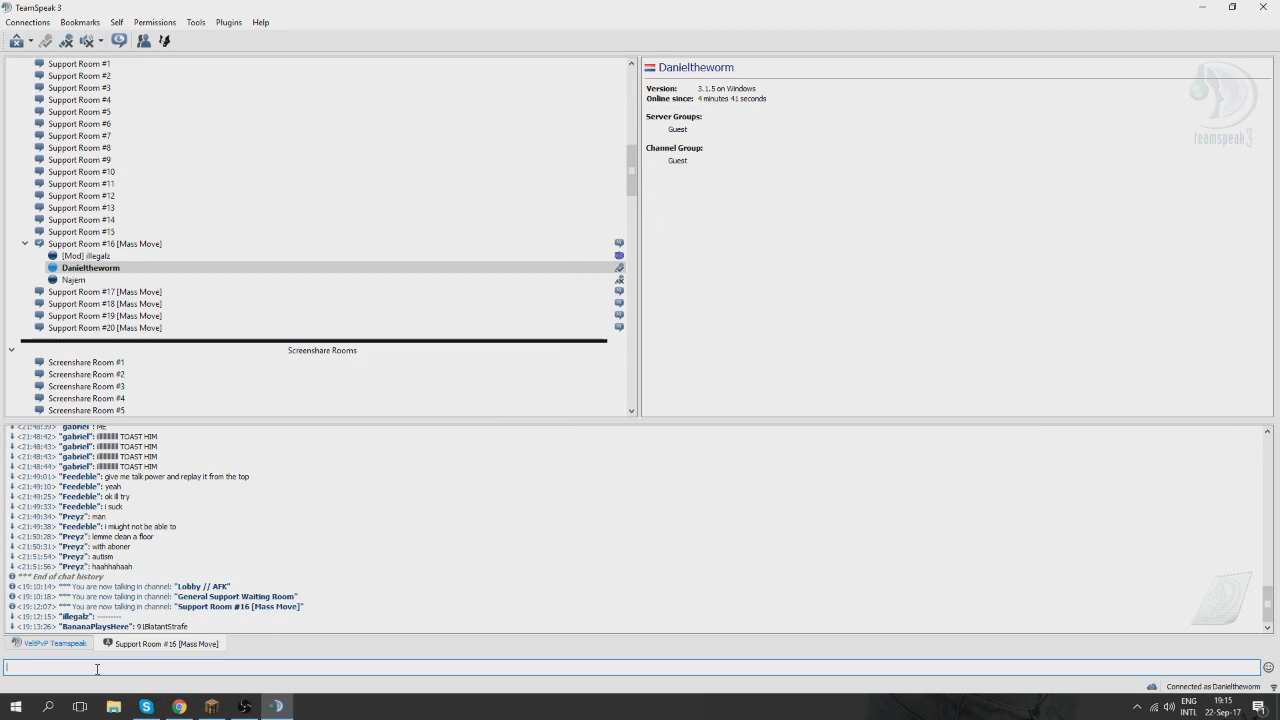 TeamSpeak 3
Connections Bookmarks Self Permissions Tools Plugins Help
Support Room #1
Support Room #2
Support Room #3
Support Room #4
Support Room #5
Support Room #6
Support Room #7
Support Room #8
Support Room #9
Support Room #10
Support Room #11
Support Room #12
Support Room #13
Support Room #14
Support Room #15
Support Room #16 [Mass Move]
[Mod] illegalz
Danieltheworm
Najem
Support Room #17 [Mass Move]
Support Room #18 [Mass Move]
Support Room #19 [Mass Move]
Support Room #20 [Mass Move]
Screenshare Rooms
Screenshare Room #1
Screenshare Room #2
Screenshare Room #3
Screenshare Room #4
Screenshare Room #5
Danieltheworm
Version: 3.1.5 on Windows
Online since: 4 minutes 41 seconds
Server Groups:
Guest
Channel Group:
Guest
teamspeak3
<21:48:39> "gabriel": ME
<21:48:42> "gabriel": TOAST HIM
<21:48:43> "gabriel": TOAST HIM
<21:48:43> "gabriel": TOAST HIM
<21:48:44> "gabriel": TOAST HIM
<21:49:01> "Feedeble": give me talk power and replay it from the top
<21:49:10> "Feedeble": yeah
<21:49:25> "Feedeble": ok ill try
<21:49:33> "Feedeble": i suck
<21:49:34> "Preyz": man
<21:49:38> "Feedeble": i miught not be able to
<21:50:28> "Preyz": lemme clean a floor
<21:50:31> "Preyz": with aboner
<21:51:54> "Preyz": autism
<21:51:56> "Preyz": haahhahaah
*** End of chat history
<19:10:14> *** You are now talking in channel: "Lobby // AFK"
<19:10:18> *** You are now talking in channel: "General Support Waiting Room"
<19:12:07> *** You are now talking in channel: "Support Room #16 [Mass Move]"
<19:12:15> "illegalz": ---------
<19:13:26> "BananaPlaysHere": 91BlatantStrafe
VeltPvP Teamspeak
Support Room #16 [Mass Move]
Connected as Danieltheworm
ENG
INTL
19:15
22-Sep-17